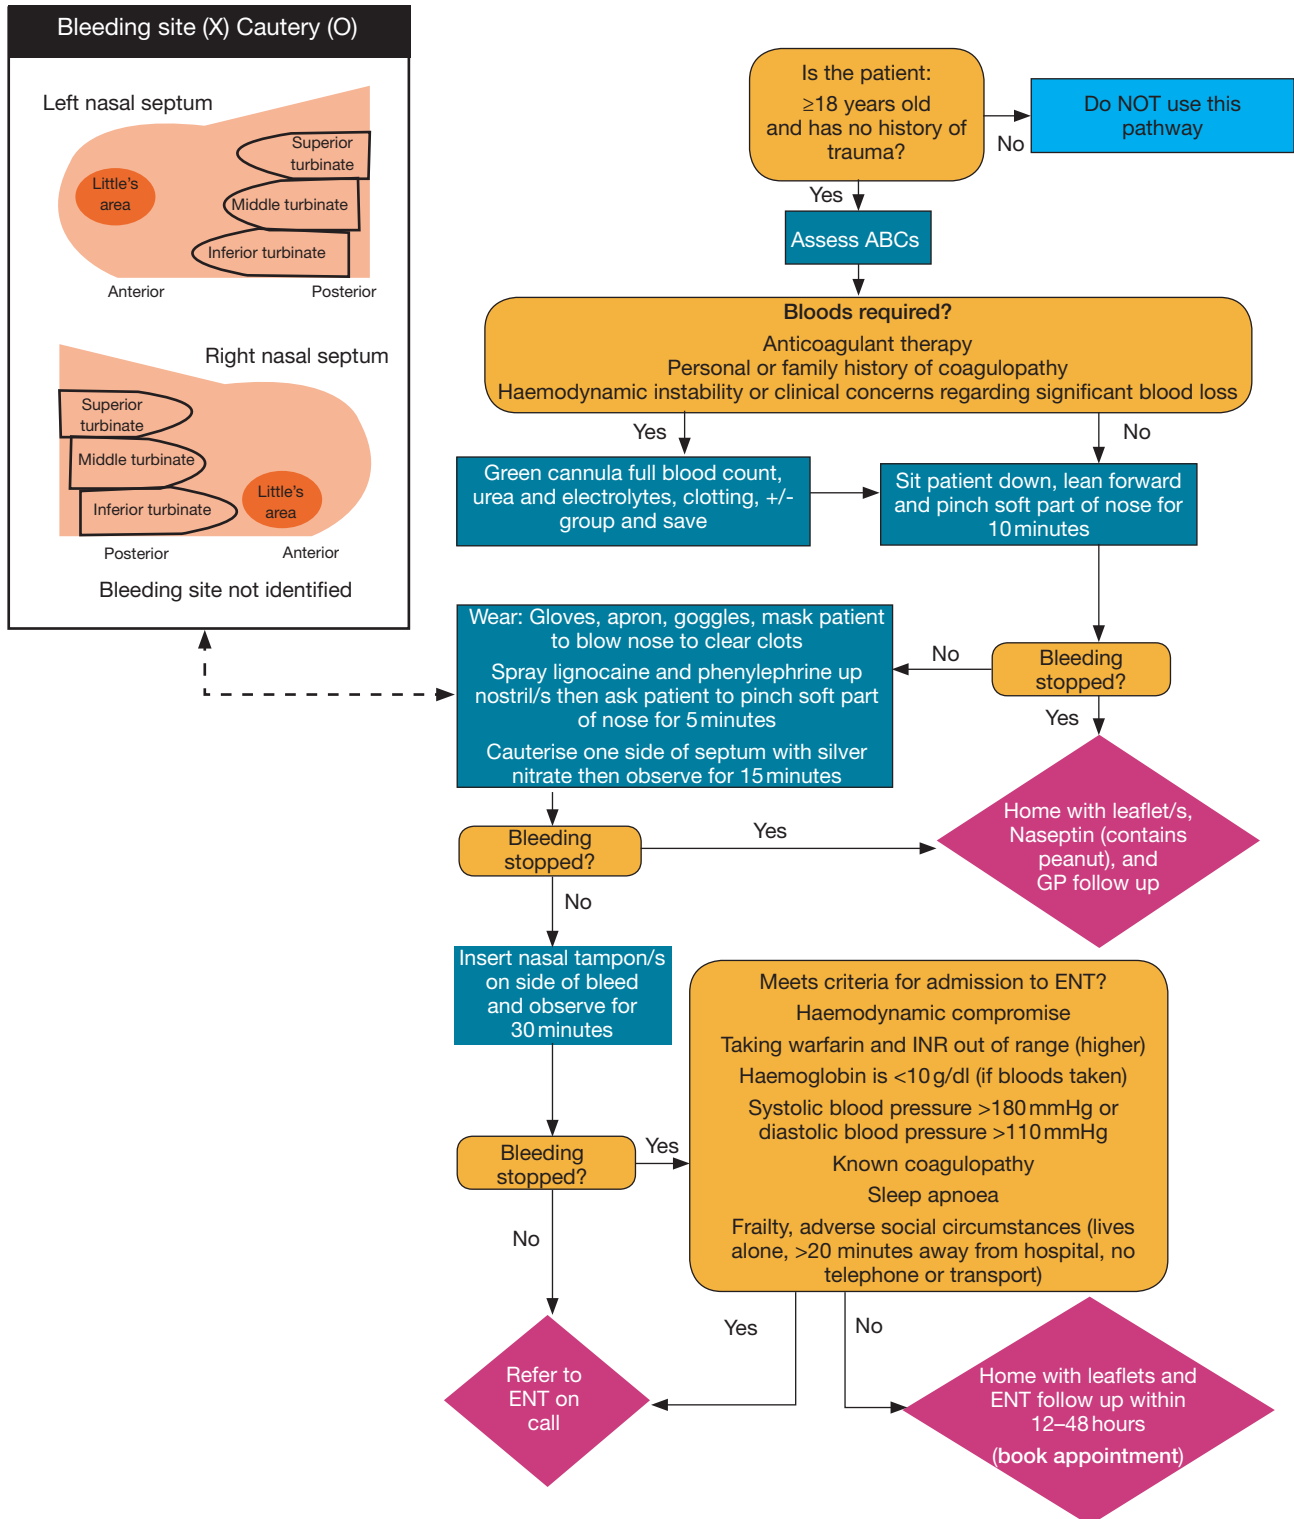 Bleeding site (X) Cautery (O)
Left nasal septum
Superior
turbinate
Little's
area
Middle turbinate
Inferior turbinate
Anterior
Posterior
Right nasal septum
Superior
turbinate
Middle turbinate
Inferior turbinate
Little's
area
Posterior
Anterior
Bleeding site not identified
Is the patient:
≥18 years old
and has no history of
trauma?
No
Do NOT use this
pathway
Yes
Assess ABCs
Bloods required?
Anticoagulant therapy
Personal or family history of coagulopathy
Haemodynamic instability or clinical concerns regarding significant blood loss
Yes
No
Green cannula full blood count,
urea and electrolytes, clotting, +/-
group and save
Sit patient down, lean forward
and pinch soft part of nose for
10 minutes
Bleeding
stopped?
No
Yes
Wear: Gloves, apron, goggles, mask patient
to blow nose to clear clots
Spray lignocaine and phenylephrine up
nostril/s then ask patient to pinch soft part
of nose for 5 minutes
Cauterise one side of septum with silver
nitrate then observe for 15 minutes
Bleeding
stopped?
Yes
Home with leaflet/s,
Naseptin (contains
peanut), and
GP follow up
No
Insert nasal tampon/s
on side of bleed
and observe for
30 minutes
Bleeding
stopped?
Yes
No
Meets criteria for admission to ENT?
Haemodynamic compromise
Taking warfarin and INR out of range (higher)
Haemoglobin is <10 g/dl (if bloods taken)
Systolic blood pressure >180 mmHg or
diastolic blood pressure >110 mmHg
Known coagulopathy
Sleep apnoea
Frailty, adverse social circumstances (lives
alone, >20 minutes away from hospital, no
telephone or transport)
Yes
No
Refer to
ENT on
call
Home with leaflets and
ENT follow up within
12–48 hours
(book appointment)